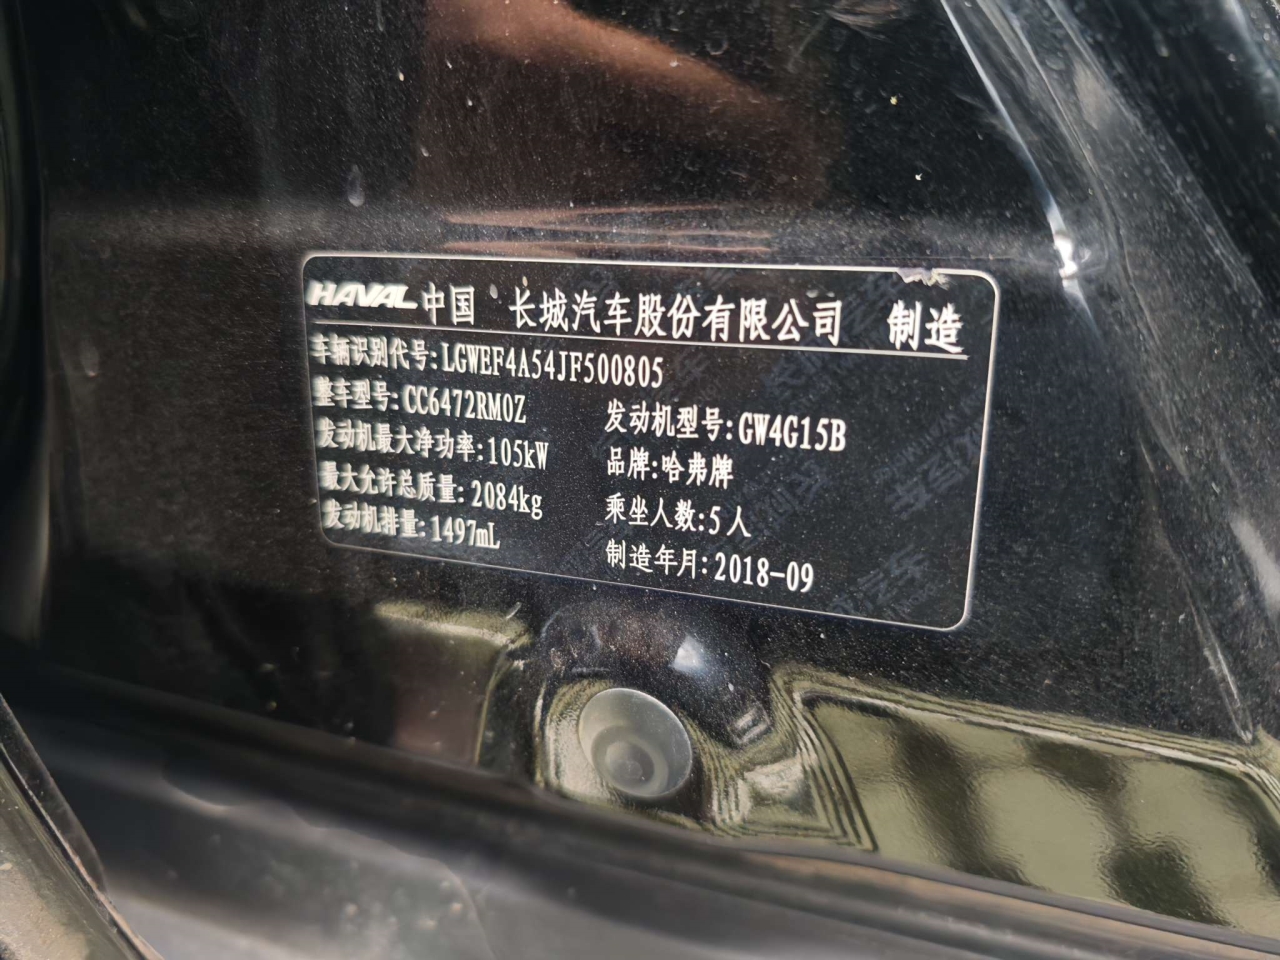 HAVAL 中国·长城汽车股份有限公司 制造
车辆识别代号:LGWEF4A54JF500805
整车型号:CC6472RM0Z 发动机型号:GW4G15B
发动机最大净功率:105kW 品牌:哈弗牌
最大允许总质量:2084kg 乘坐人数:5人
发动机排量:1497mL 制造年月:2018-09